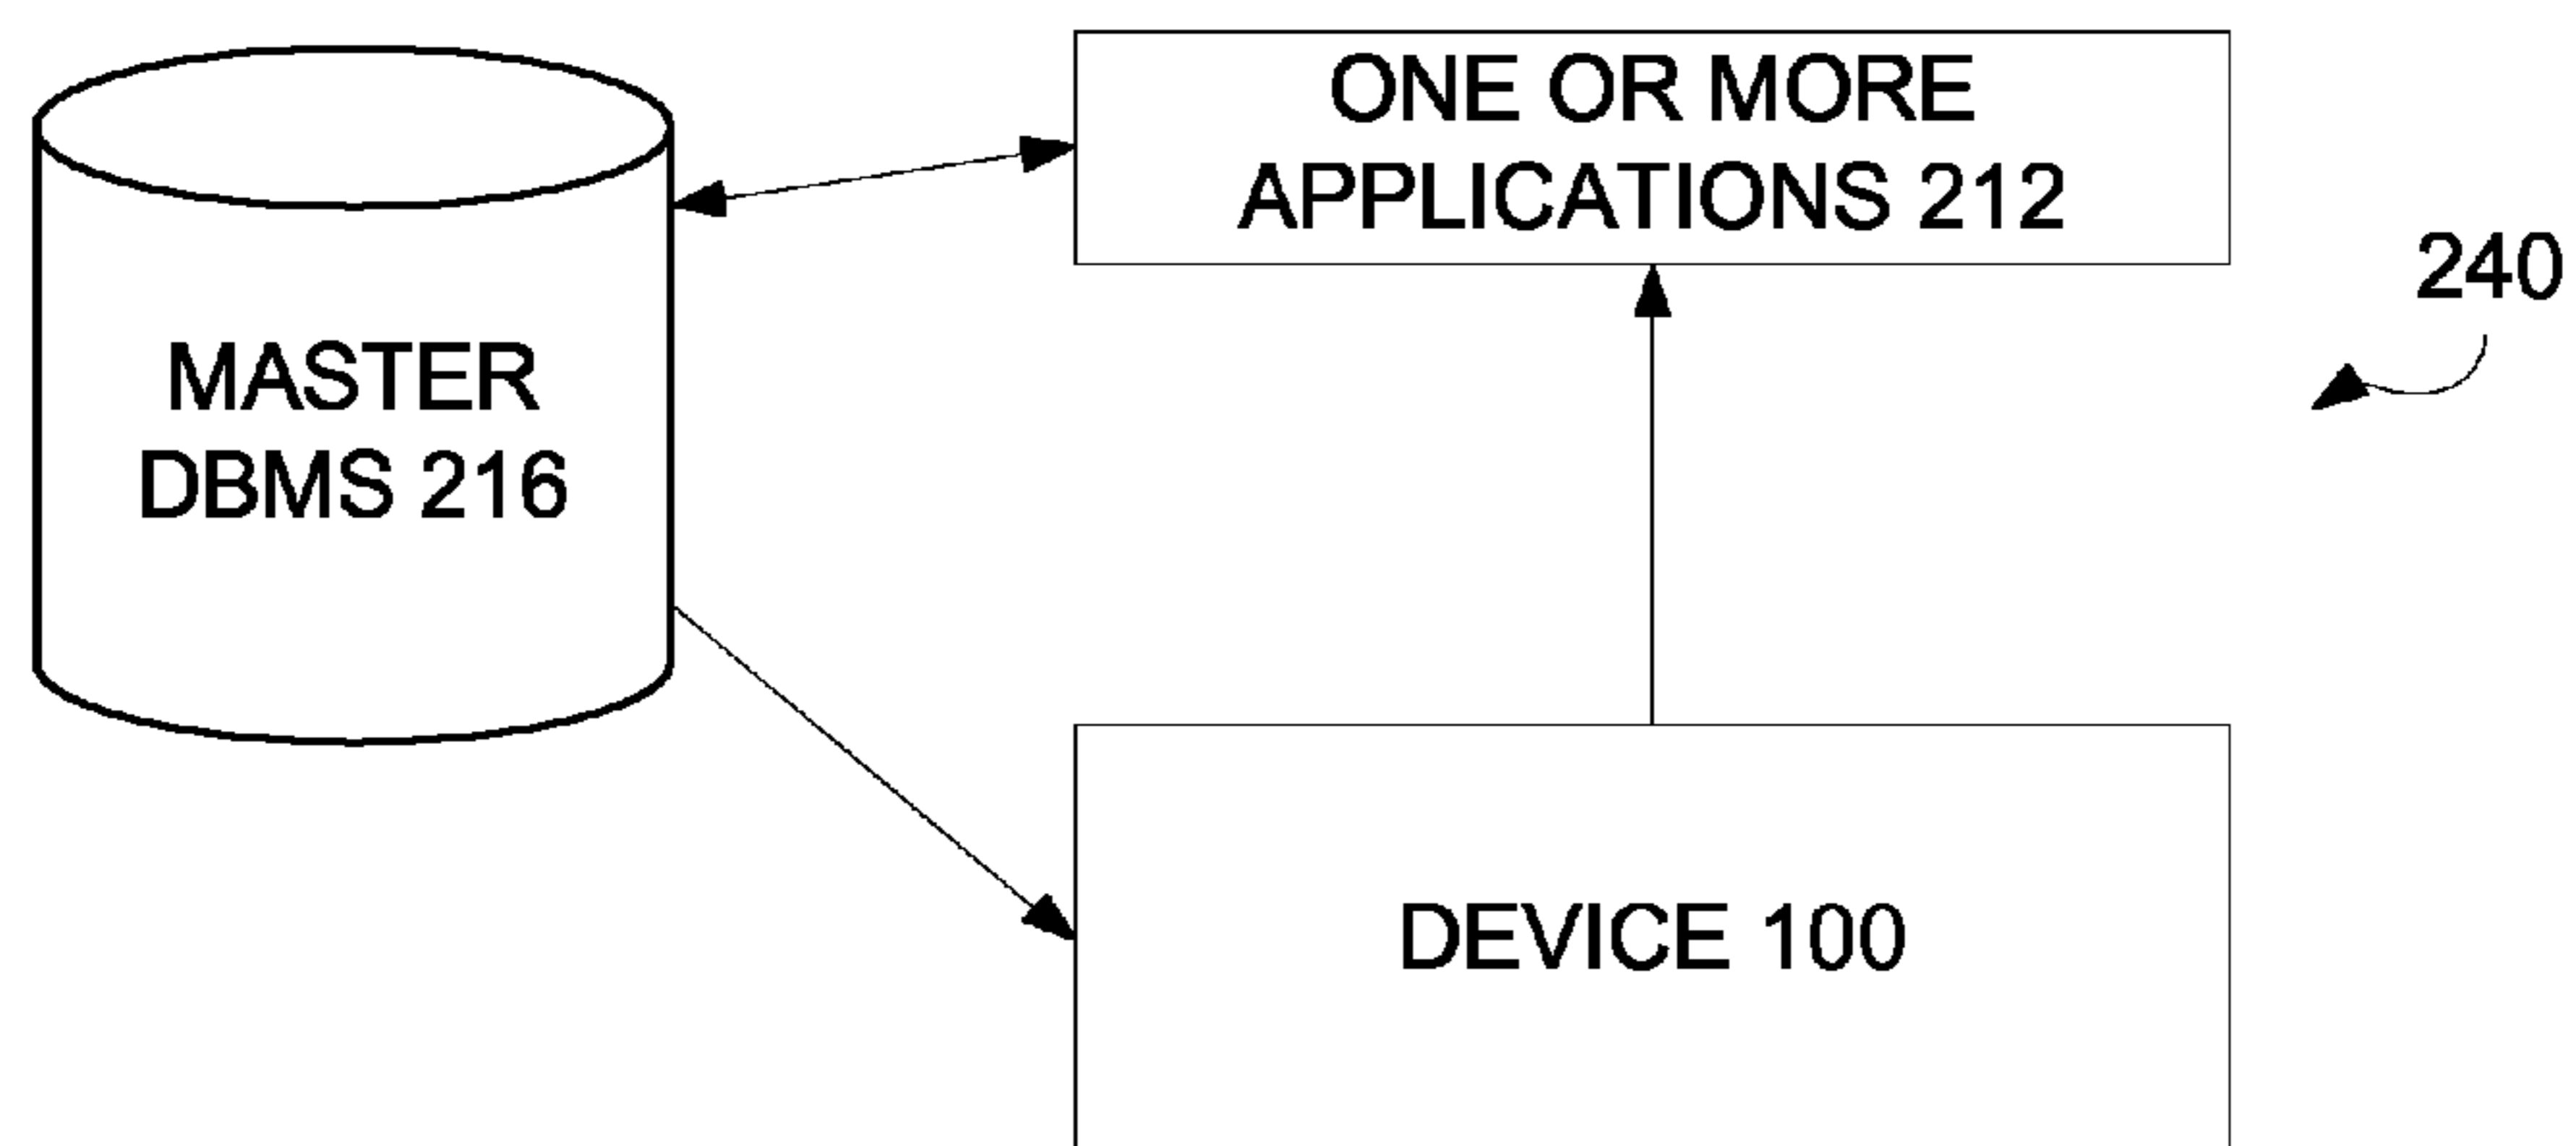 ONE OR MORE
APPLICATIONS 212
240
MASTER
DBMS 216
DEVICE 100